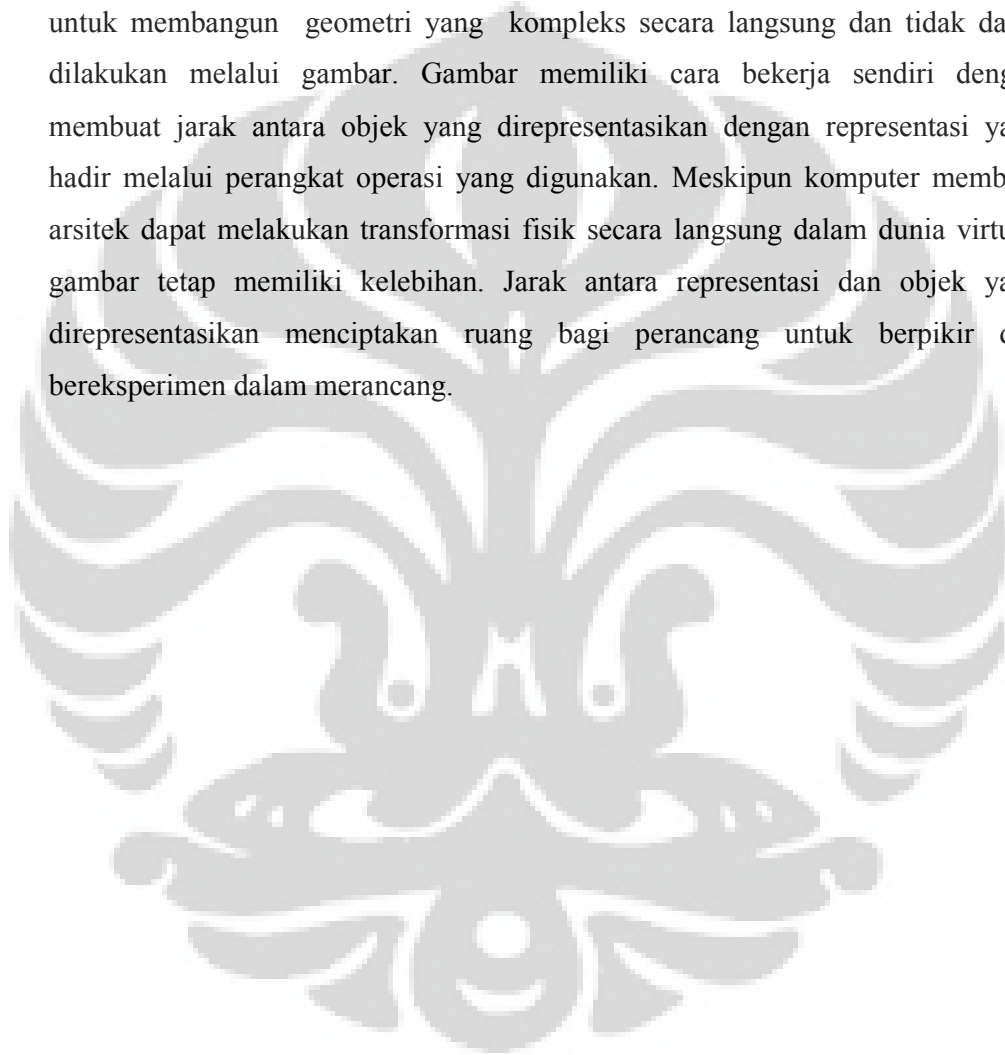 untuk membangun geometri yang kompleks secara langsung dan tidak da
dilakukan melalui gambar. Gambar memiliki cara bekerja sendiri deng
membuat jarak antara objek yang direpresentasikan dengan representasi ya
hadir melalui perangkat operasi yang digunakan. Meskipun komputer memb
arsitek dapat melakukan transformasi fisik secara langsung dalam dunia virtu
gambar tetap memiliki kelebihan. Jarak antara representasi dan objek ya
direpresentasikan menciptakan ruang bagi perancang untuk berpikir d
bereksperimen dalam merancang.